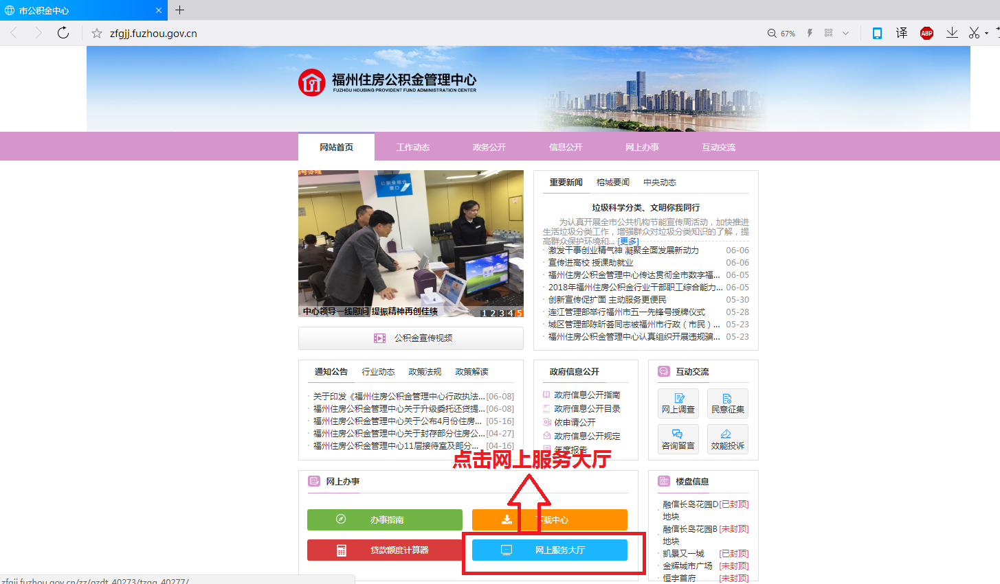 市公积金中心
zfgjj.fuzhou.gov.cn
67%
译
ABP
福州住房公积金管理中心
FUZHOU HOUSING PROVIDENT FUND ADMINISTRATION CENTER
网站首页 工作动态 政务公开 信息公开 网上办事 互动交流
公积金综合
窗口
中心领导一线慰问 提振精神再创佳绩
1 2 3 4 5
公积金宣传视频
重要新闻 榕城要闻 中央动态
垃圾科学分类、文明你我同行
为认真开展全市公共机构节能宣传周活动，加快推进
生活垃圾分类工作，增强群众对垃圾分类知识的了解，提
高群众保护环境和... [更多]
激发干事创业精气神 凝聚全面发展新动力 06-06
宣传进高校 授课助就业 06-06
福州住房公积金管理中心传达贯彻全市数字福... 06-05
2018年福州住房公积金行业干部职工综合能力... 06-05
创新宣传促扩面 主动服务更便民 05-30
连江管理部举行福州市五一先锋号授牌仪式 05-28
城区管理部陈昕荟同志被福州市行政（市民）... 05-23
福州住房公积金管理中心认真组织开展违规骗... 05-23
通知公告 行业动态 政策法规 政策解读
关于印发《福州住房公积金管理中心行政执法... [06-08]
福州住房公积金管理中心关于升级委托还贷提... [06-08]
福州住房公积金管理中心关于公布4月份住房... [05-16]
福州住房公积金管理中心关于封存部分住房公... [04-27]
福州住房公积金管理中心11层接待室及部分... [04-16]
政府信息公开
政府信息公开指南
政府信息公开目录
依申请公开
政府信息公开规定
年度报告
互动交流
网上调查 民意征集
咨询留言 效能投诉
点击网上服务大厅
网上办事
办事指南 下载中心
贷款额度计算器 网上服务大厅
楼盘信息
融信长岛花园D [已封顶]
地块
融信长岛花园B [未封顶]
地块
凯景又一城 [已封顶]
金辉城市广场 [未封顶]
恒宇首府 [未封顶]
zfgjj.fuzhou.gov.cn/zz/gzdt_40273/tzgg_40277/